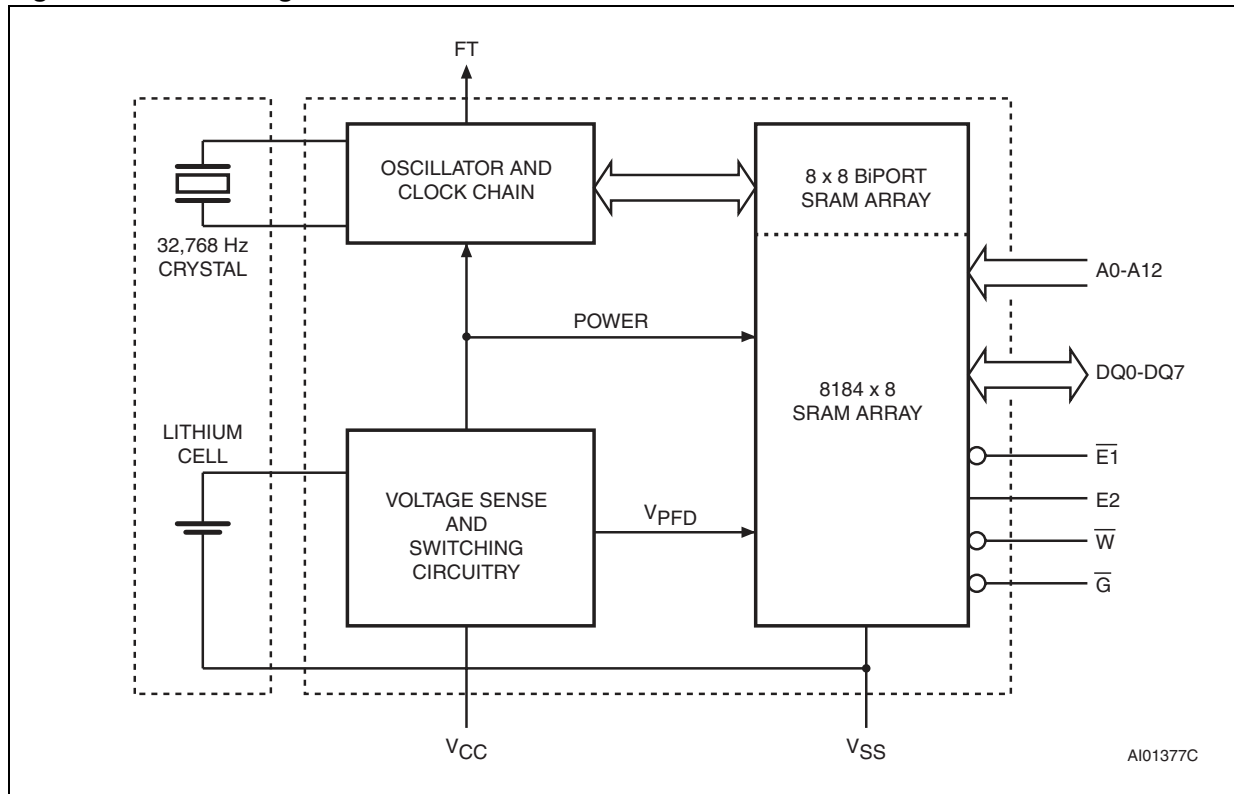 FT
OSCILLATOR AND
CLOCK CHAIN
8 x 8 BiPORT
SRAM ARRAY
32,768 Hz
CRYSTAL
A0-A12
POWER
DQ0-DQ7
8184 x 8
SRAM ARRAY
LITHIUM
CELL
E1
E2
VOLTAGE SENSE
AND
SWITCHING
CIRCUITRY
VPFD
W
G
VCC
VSS
AI01377C